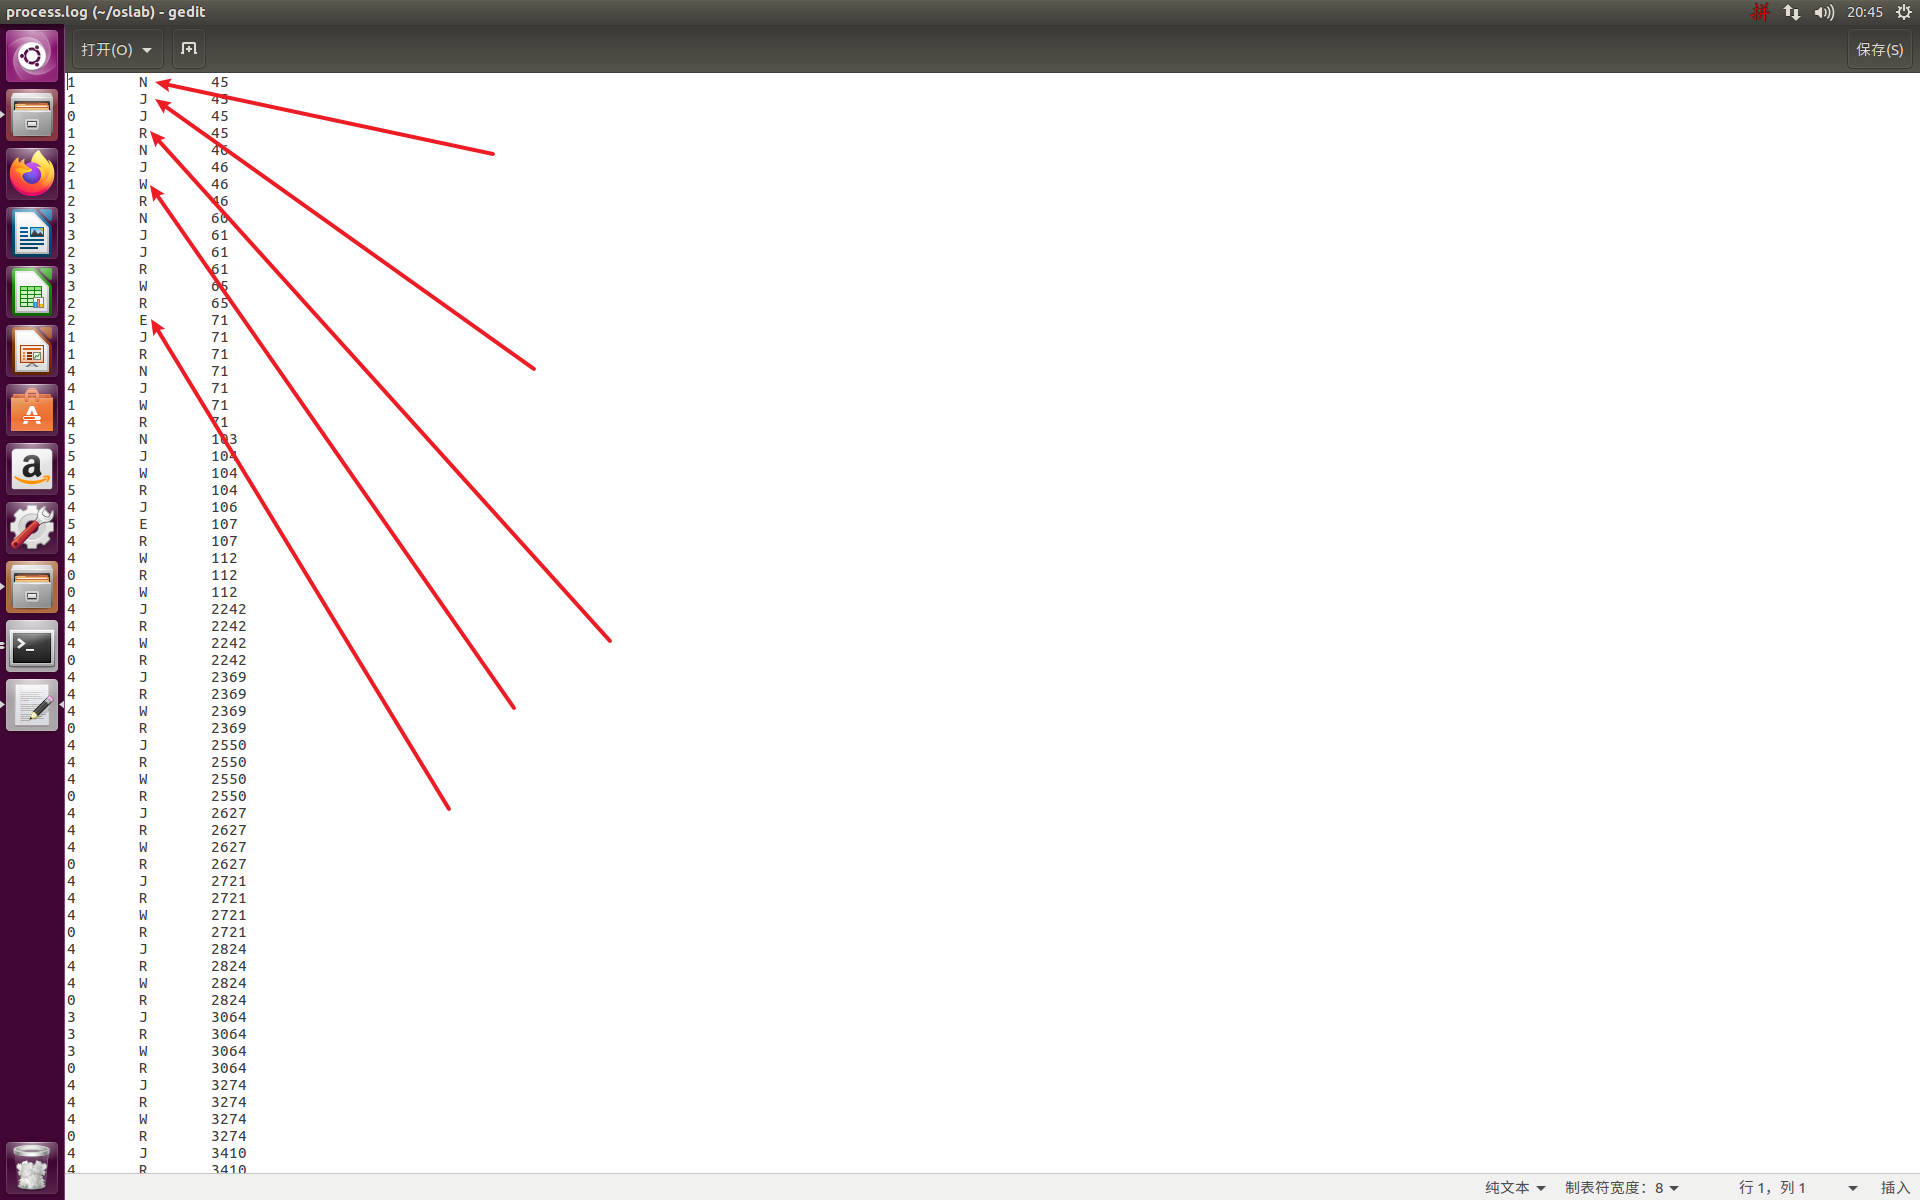 process.log (~/oslab) - gedit
拼 20:45
打开(O) 保存(S)
1 N 45
1 J 45
0 J 45
1 R 45
2 N 46
2 J 46
1 W 46
2 R 46
3 N 60
3 J 61
2 J 61
3 R 61
3 W 65
2 R 65
2 E 71
1 J 71
1 R 71
4 N 71
4 J 71
1 W 71
4 R 71
5 N 103
5 J 104
4 W 104
5 R 104
4 J 106
5 E 107
4 R 107
4 W 112
0 R 112
0 W 112
4 J 2242
4 R 2242
4 W 2242
0 R 2242
4 J 2369
4 R 2369
4 W 2369
0 R 2369
4 J 2550
4 R 2550
4 W 2550
0 R 2550
4 J 2627
4 R 2627
4 W 2627
0 R 2627
4 J 2721
4 R 2721
4 W 2721
0 R 2721
4 J 2824
4 R 2824
4 W 2824
0 R 2824
3 J 3064
3 R 3064
3 W 3064
0 R 3064
4 J 3274
4 R 3274
4 W 3274
0 R 3274
4 J 3410
4 R 3410
纯文本 制表符宽度：8 行 1，列 1 插入